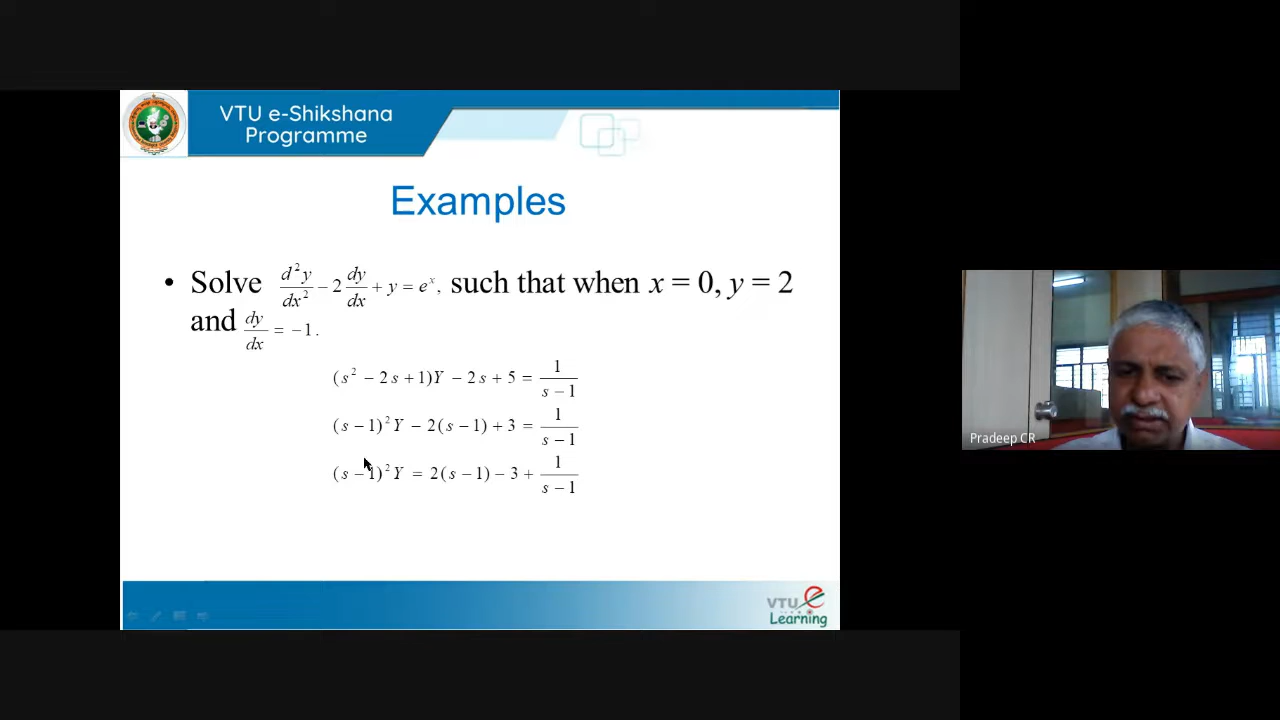 VTU e-Shikshana
Programme
Examples
• Solve d²y/dx² − 2 dy/dx + y = eˣ, such that when x = 0, y = 2
and dy/dx = −1.
(s² − 2s + 1)Y − 2s + 5 = 1/(s − 1)
(s − 1)²Y − 2(s − 1) + 3 = 1/(s − 1)
(s − 1)²Y = 2(s − 1) − 3 + 1/(s − 1)
Pradeep CR
VTU e
Learning